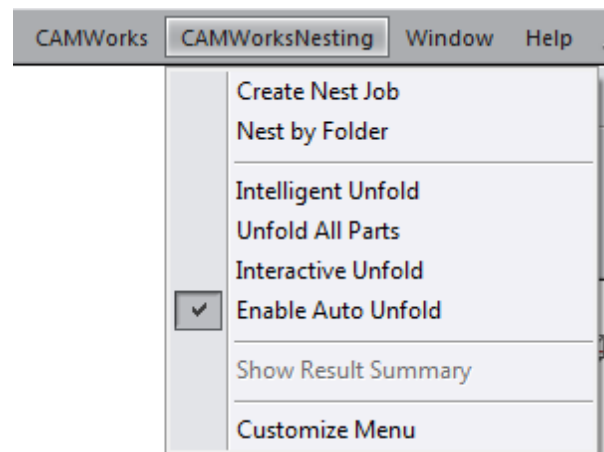 CAMWorks CAMWorksNesting Window Help
Create Nest Job
Nest by Folder
Intelligent Unfold
Unfold All Parts
Interactive Unfold
Enable Auto Unfold
Show Result Summary
Customize Menu